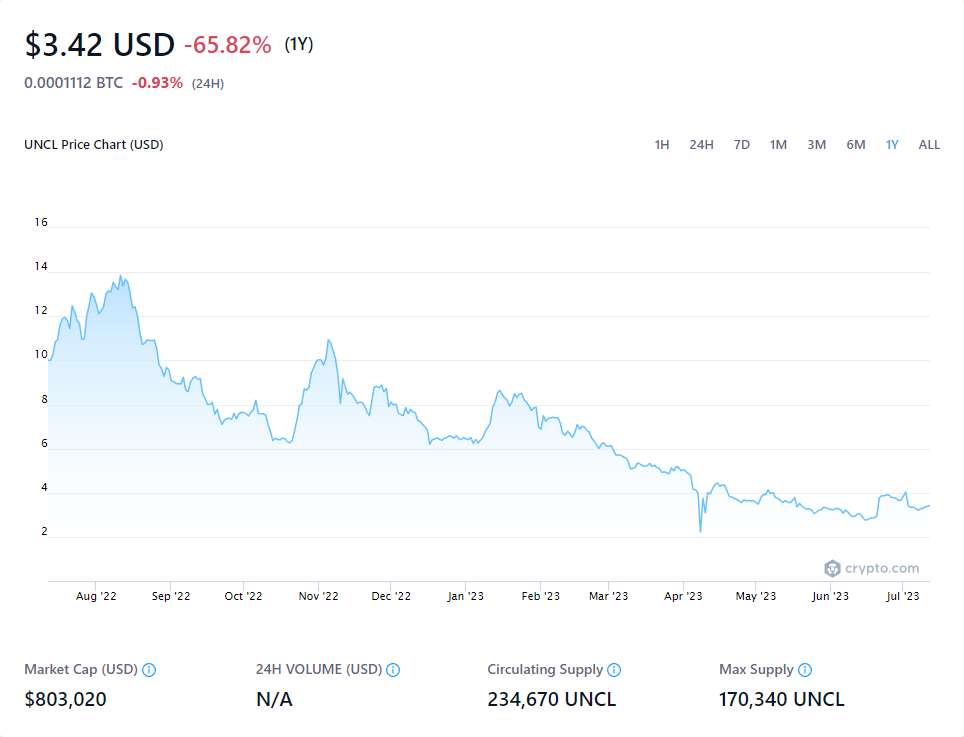 $3.42 USD -65.82% (1Y)
0.0001112 BTC -0.93% (24H)
UNCL Price Chart (USD) 1H 24H 7D 1M 3M 6M 1Y ALL
16
14
12
10
8
6
4
2
crypto.com
Aug '22 Sep '22 Oct '22 Nov '22 Dec '22 Jan '23 Feb '23 Mar '23 Apr '23 May '23 Jun '23 Jul '23
Market Cap (USD) 24H VOLUME (USD) Circulating Supply Max Supply
$803,020 N/A 234,670 UNCL 170,340 UNCL